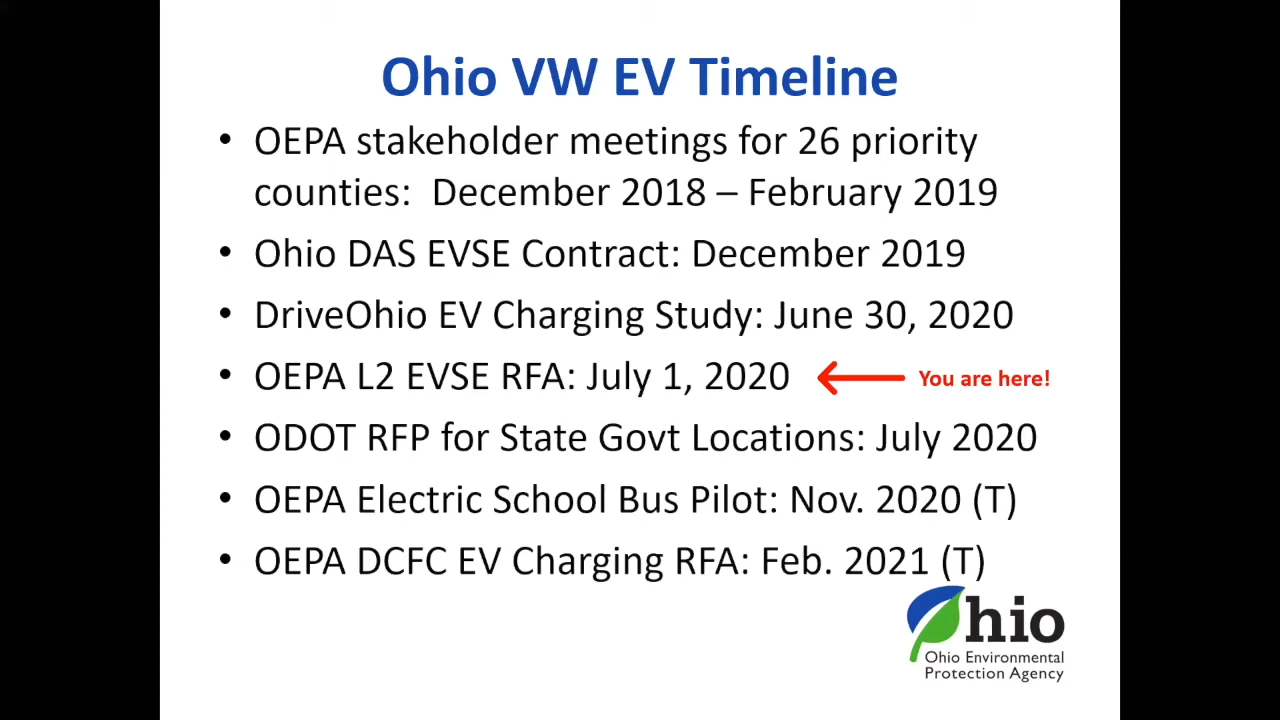 Ohio VW EV Timeline
• OEPA stakeholder meetings for 26 priority
counties: December 2018 – February 2019
• Ohio DAS EVSE Contract: December 2019
• DriveOhio EV Charging Study: June 30, 2020
• OEPA L2 EVSE RFA: July 1, 2020 You are here!
• ODOT RFP for State Govt Locations: July 2020
• OEPA Electric School Bus Pilot: Nov. 2020 (T)
• OEPA DCFC EV Charging RFA: Feb. 2021 (T)
Ohio
Ohio Environmental
Protection Agency